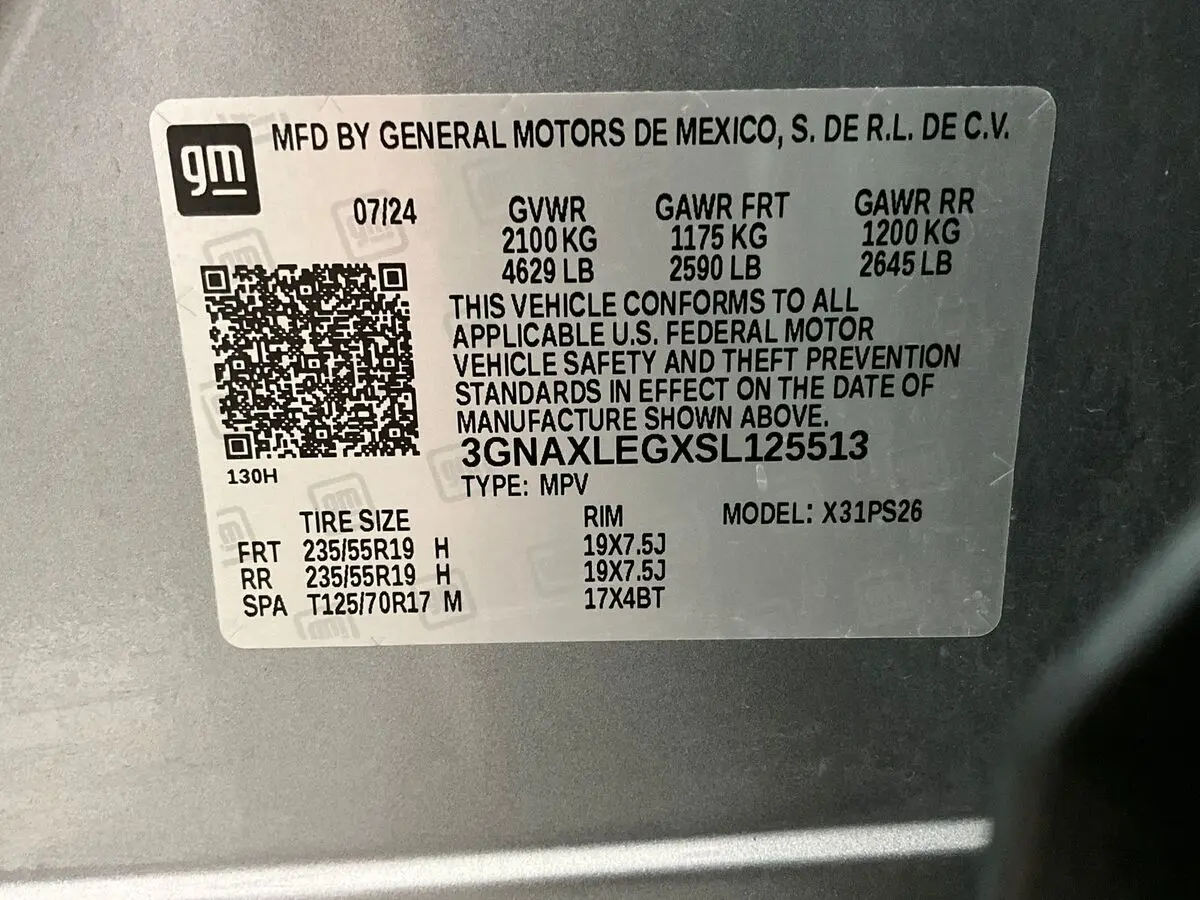 gm
MFD BY GENERAL MOTORS DE MEXICO, S. DE R.L. DE C.V.
07/24 GVWR GAWR FRT GAWR RR
2100 KG 1175 KG 1200 KG
4629 LB 2590 LB 2645 LB
THIS VEHICLE CONFORMS TO ALL
APPLICABLE U.S. FEDERAL MOTOR
VEHICLE SAFETY AND THEFT PREVENTION
STANDARDS IN EFFECT ON THE DATE OF
MANUFACTURE SHOWN ABOVE.
3GNAXLEGXSL125513
130H
TYPE: MPV
TIRE SIZE RIM MODEL: X31PS26
FRT 235/55R19 H 19X7.5J
RR 235/55R19 H 19X7.5J
SPA T125/70R17 M 17X4BT